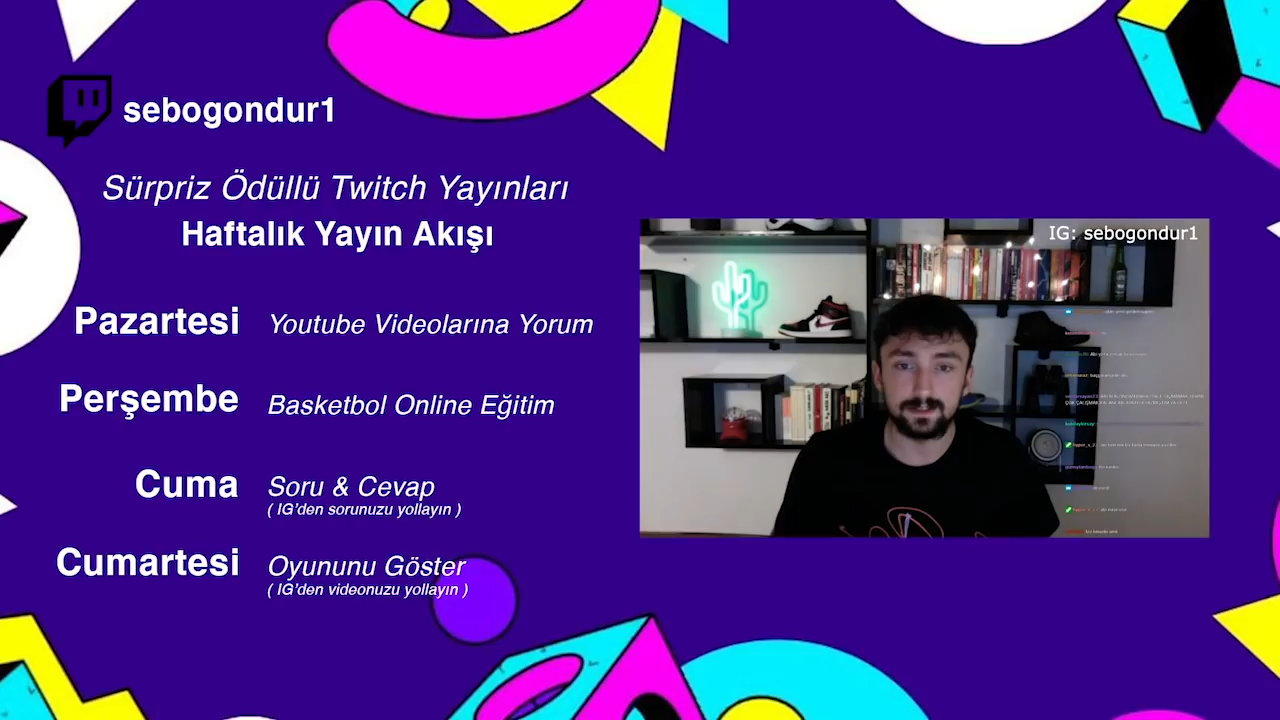 sebogondur1
Sürpriz Ödüllü Twitch Yayınları
Haftalık Yayın Akışı
Pazartesi Youtube Videolarına Yorum
Perşembe Basketbol Online Eğitim
Cuma Soru & Cevap
( IG'den sorunuzu yollayın )
Cumartesi Oyununu Göster
( IG'den videonuzu yollayın )
IG: sebogondur1